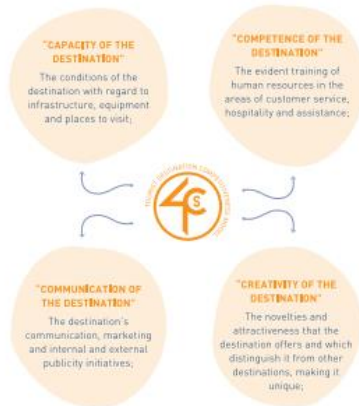 "CAPACITY OF THE
DESTINATION"
The conditions of the
destination with regard to
infrastructure, equipment
and places to visit;
"COMPETENCE OF THE
DESTINATION"
The evident training of
human resources in the
areas of customer service,
hospitality and assistance;
4Cs
"COMMUNICATION OF
THE DESTINATION"
The destination's
communication, marketing
and internal and external
publicity initiatives;
"CREATIVITY OF THE
DESTINATION"
The novelties and
attractiveness that the
destination offers and which
distinguish it from other
destinations, making it
unique;